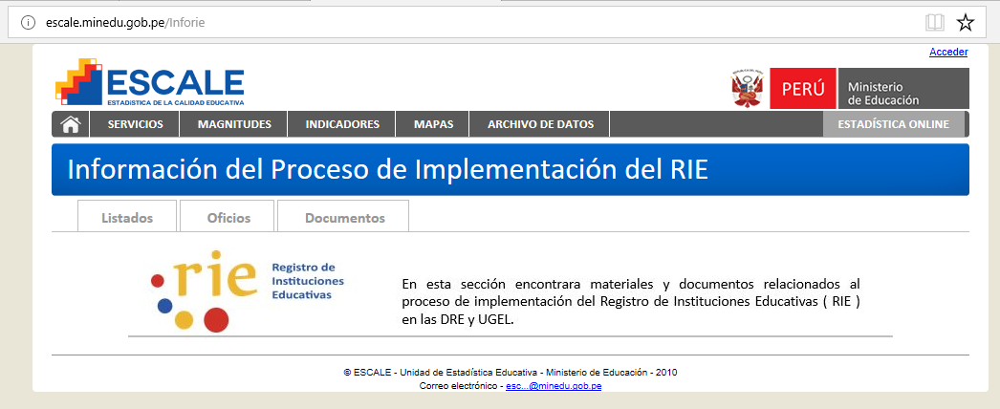 escale.minedu.gob.pe/Inforie
Acceder
ESCALE
ESTADÍSTICA DE LA CALIDAD EDUCATIVA
PERÚ
Ministerio
de Educación
SERVICIOS MAGNITUDES INDICADORES MAPAS ARCHIVO DE DATOS ESTADÍSTICA ONLINE
Información del Proceso de Implementación del RIE
Listados Oficios Documentos
rie
Registro de
Instituciones
Educativas
En esta sección encontrara materiales y documentos relacionados al
proceso de implementación del Registro de Instituciones Educativas ( RIE )
en las DRE y UGEL.
© ESCALE - Unidad de Estadística Educativa - Ministerio de Educación - 2010
Correo electrónico - esc...@minedu.gob.pe